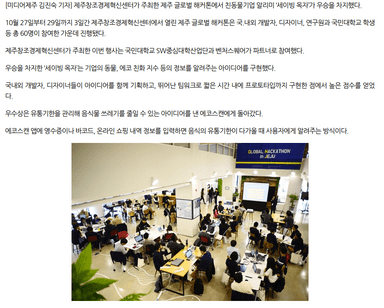 [미디어제주 김진숙 기자] 제주창조경제혁신센터가 주최한 제주 글로벌 해커톤에서 친동물기업 알리미 '세이빙 옥자'가 우승을 차지했다.
10월 27일부터 29일까지 3일간 제주창조경제혁신센터에서 열린 제주 글로벌 해커톤은 국.내외 개발자, 디자이너, 연구원과 국민대학교 학생
등 총 60명이 참여한 가운데 진행됐다.
제주창조경제혁신센터가 주최한 이번 행사는 국민대학교 SW중심대학산업단과 벤처스퀘어가 파트너로 참여했다.
우승을 차지한 '세이빙 옥자'는 기업의 동물, 에코 친화 지수 등의 정보를 알려주는 아이디어를 구현했다.
국내외 개발자, 디자이너들이 아이디어를 함께 기획하고, 뛰어난 팀워크로 짧은 시간 내에 프로토타입까지 구현한 점에서 높은 점수를 얻었
다.
우수상은 유통기한을 관리해 음식물 쓰레기를 줄일 수 있는 아이디어를 낸 에코스캔에게 돌아갔다.
에코스캔 앱에 영수증이나 바코드, 온라인 쇼핑 내역 정보를 입력하면 음식의 유통기한이 다가올 때 사용자에게 알려주는 방식이다.
GLOBAL HACKATHON
in JEJU